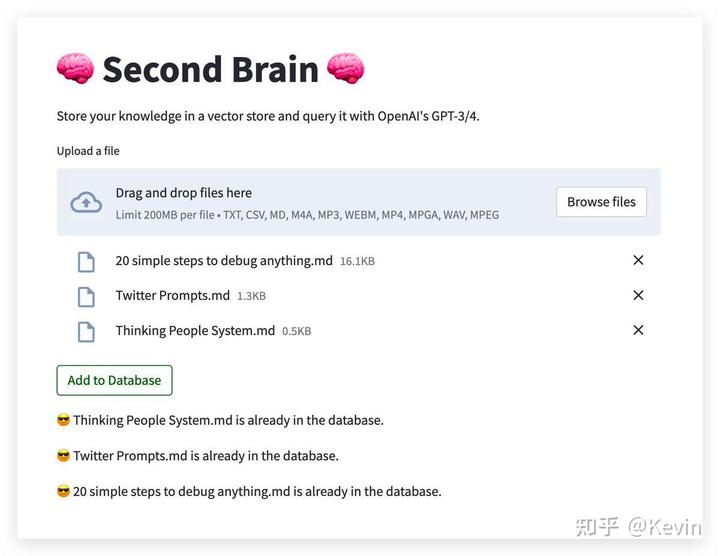 Second Brain
Store your knowledge in a vector store and query it with OpenAI's GPT-3/4.
Upload a file
Drag and drop files here
Limit 200MB per file • TXT, CSV, MD, M4A, MP3, WEBM, MP4, MPGA, WAV, MPEG
Browse files
20 simple steps to debug anything.md 16.1KB
Twitter Prompts.md 1.3KB
Thinking People System.md 0.5KB
Add to Database
😎 Thinking People System.md is already in the database.
😎 Twitter Prompts.md is already in the database.
😎 20 simple steps to debug anything.md is already in the database.
知乎 @Kevin